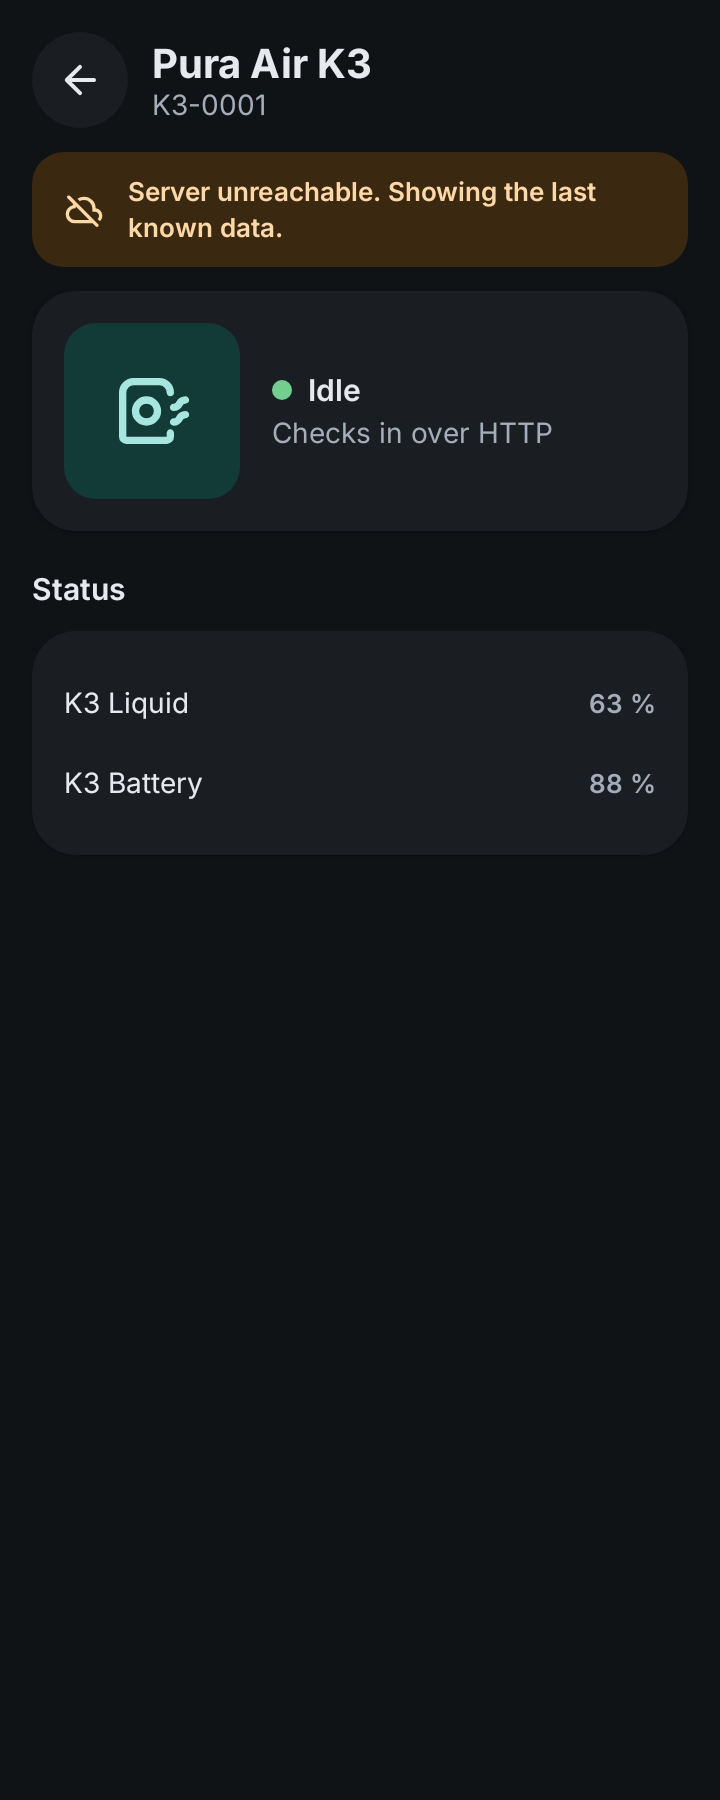 Pura Air K3
K3-0001
Server unreachable. Showing the last
known data.
Idle
Checks in over HTTP
Status
K3 Liquid 63 %
K3 Battery 88 %